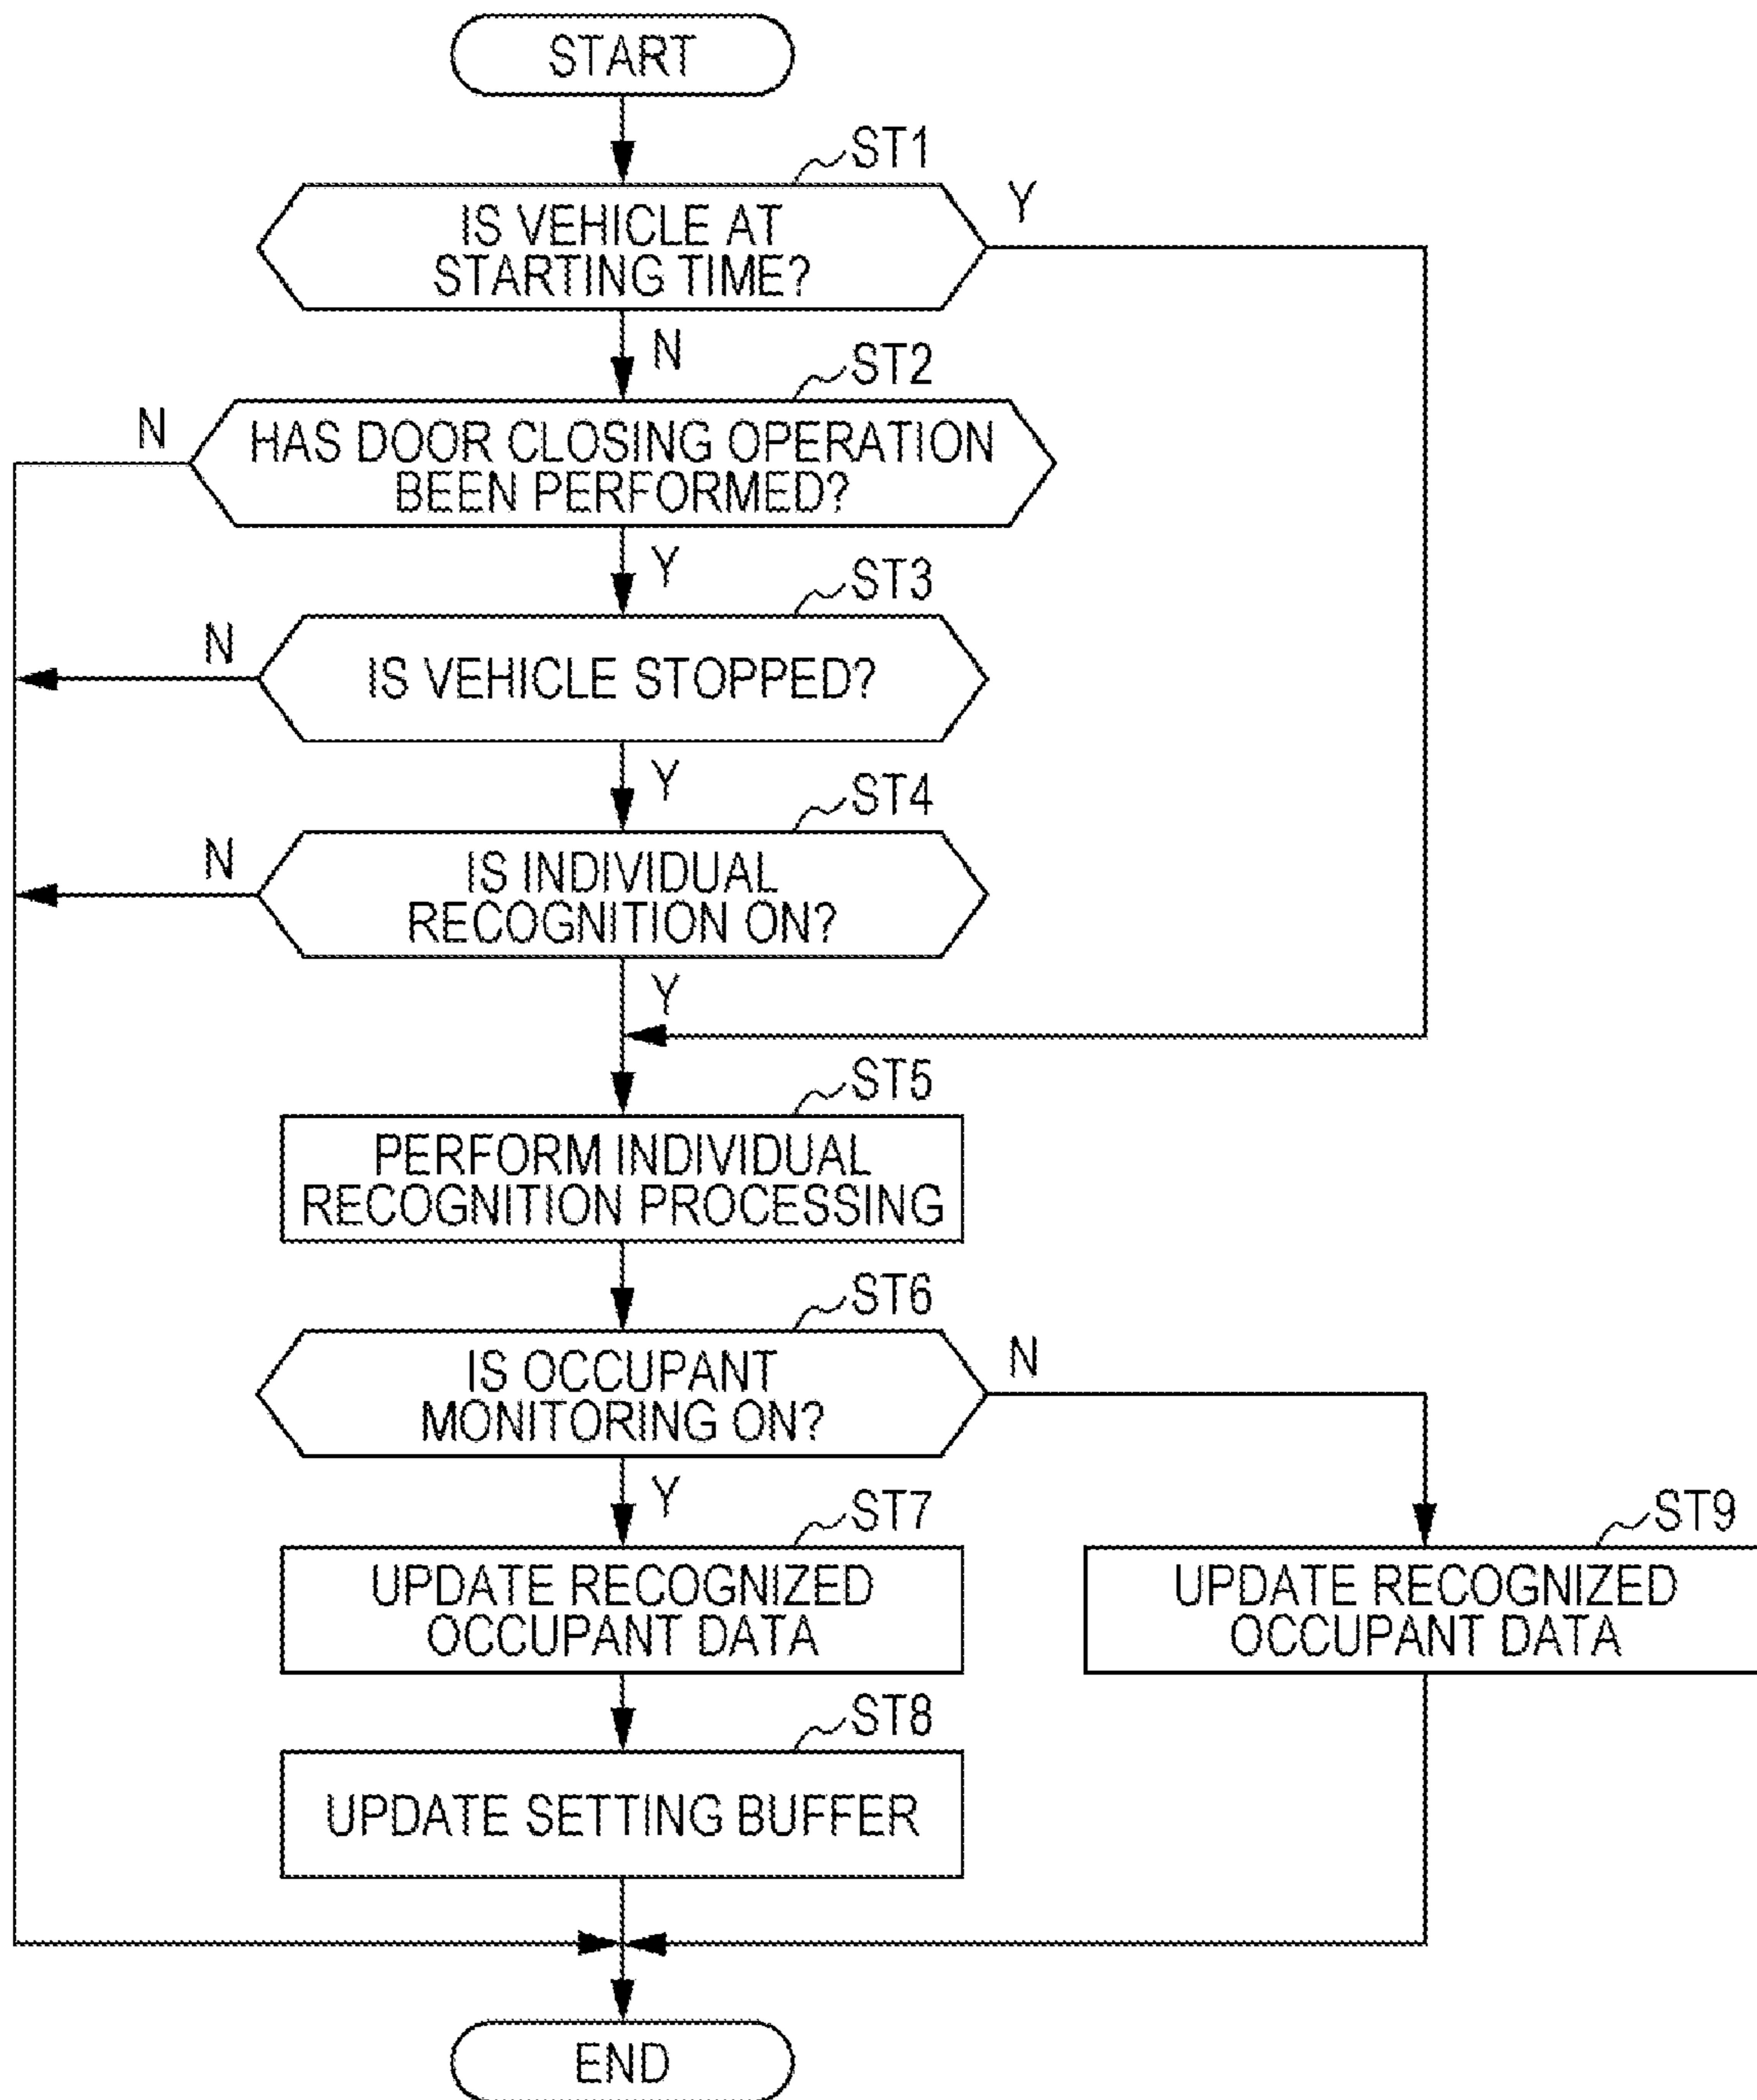 START
ST1
IS VEHICLE AT
STARTING TIME?
Y
N
ST2
HAS DOOR CLOSING OPERATION
BEEN PERFORMED?
N
Y
ST3
IS VEHICLE STOPPED?
N
Y
ST4
IS INDIVIDUAL
RECOGNITION ON?
N
Y
ST5
PERFORM INDIVIDUAL
RECOGNITION PROCESSING
ST6
IS OCCUPANT
MONITORING ON?
N
Y
ST7
UPDATE RECOGNIZED
OCCUPANT DATA
ST9
UPDATE RECOGNIZED
OCCUPANT DATA
ST8
UPDATE SETTING BUFFER
END